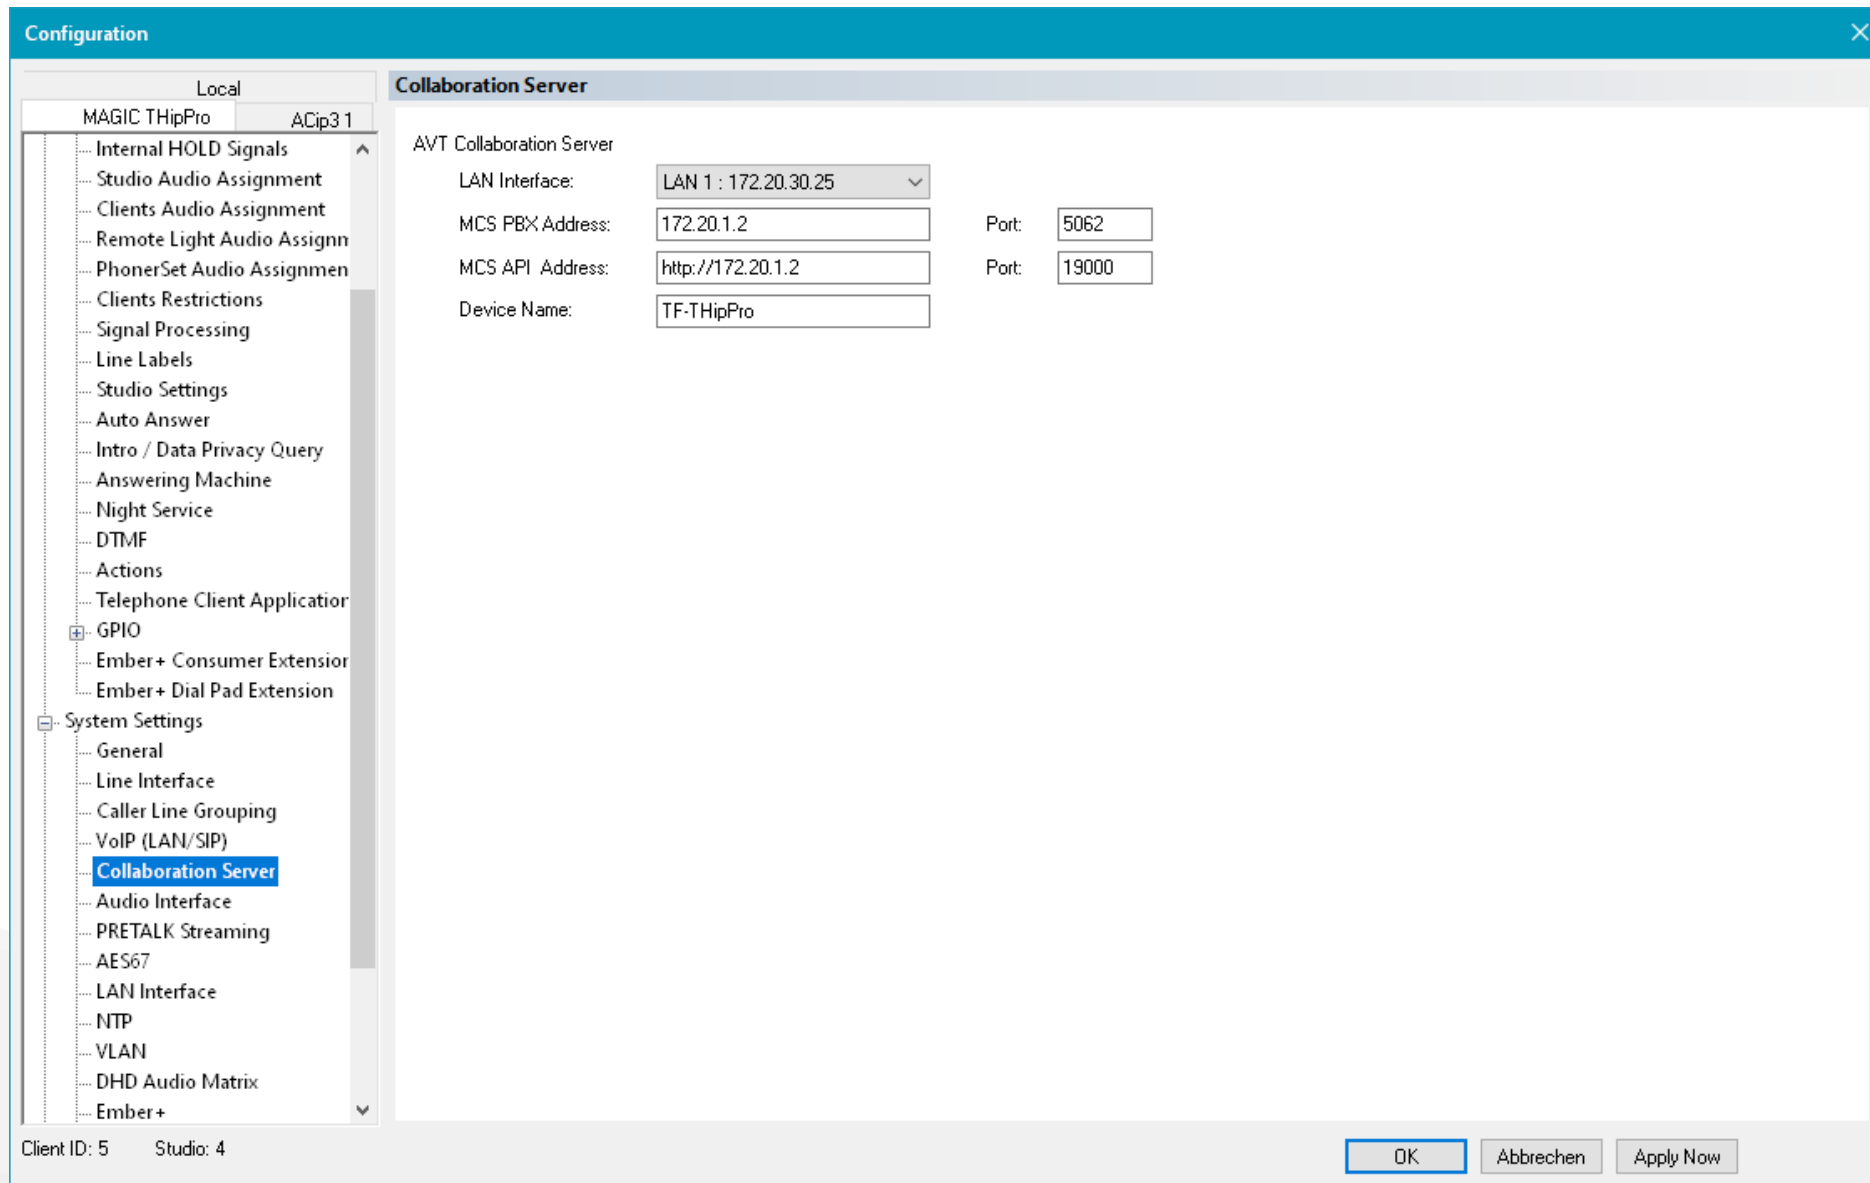 Configuration
Local
MAGIC THipPro
ACip3 1
Internal HOLD Signals
Studio Audio Assignment
Clients Audio Assignment
Remote Light Audio Assignm
PhonerSet Audio Assignmen
Clients Restrictions
Signal Processing
Line Labels
Studio Settings
Auto Answer
Intro / Data Privacy Query
Answering Machine
Night Service
DTMF
Actions
Telephone Client Application
GPIO
Ember+ Consumer Extension
Ember+ Dial Pad Extension
System Settings
General
Line Interface
Caller Line Grouping
VoIP (LAN/SIP)
Collaboration Server
Audio Interface
PRETALK Streaming
AES67
LAN Interface
NTP
VLAN
DHD Audio Matrix
Ember+
Client ID: 5 Studio: 4
Collaboration Server
AVT Collaboration Server
LAN Interface: LAN 1 : 172.20.30.25
MCS PBX Address: 172.20.1.2 Port: 5062
MCS API Address: http://172.20.1.2 Port: 19000
Device Name: TF-THipPro
OK Abbrechen Apply Now